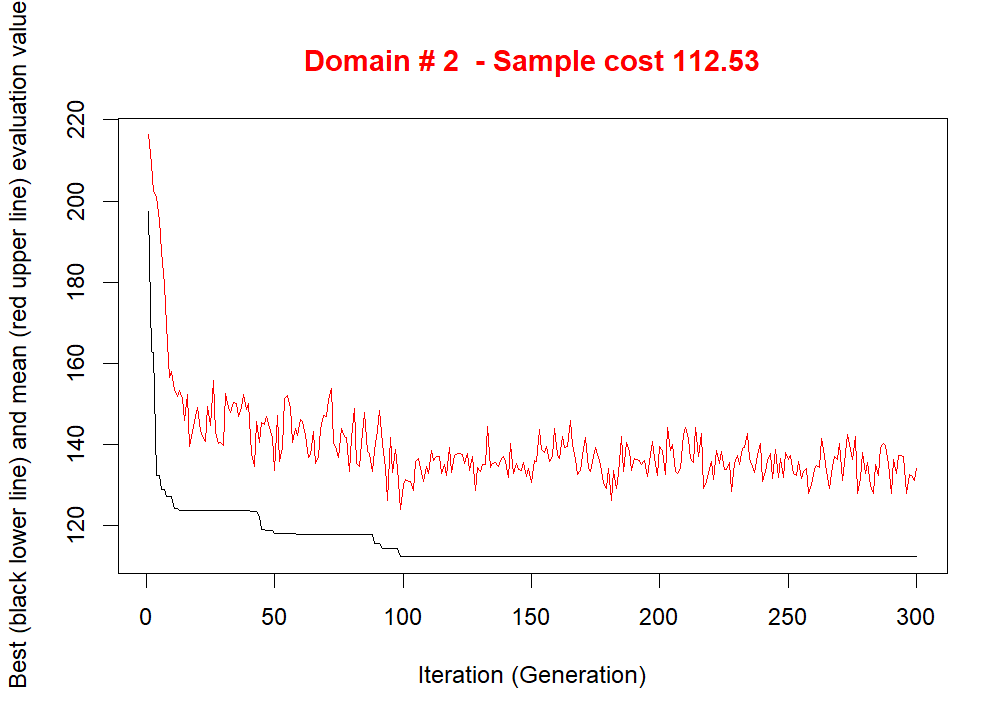 Domain # 2  - Sample cost 112.53
Best (black lower line) and mean (red upper line) evaluation value
220
200
180
160
140
120
0 50 100 150 200 250 300
Iteration (Generation)